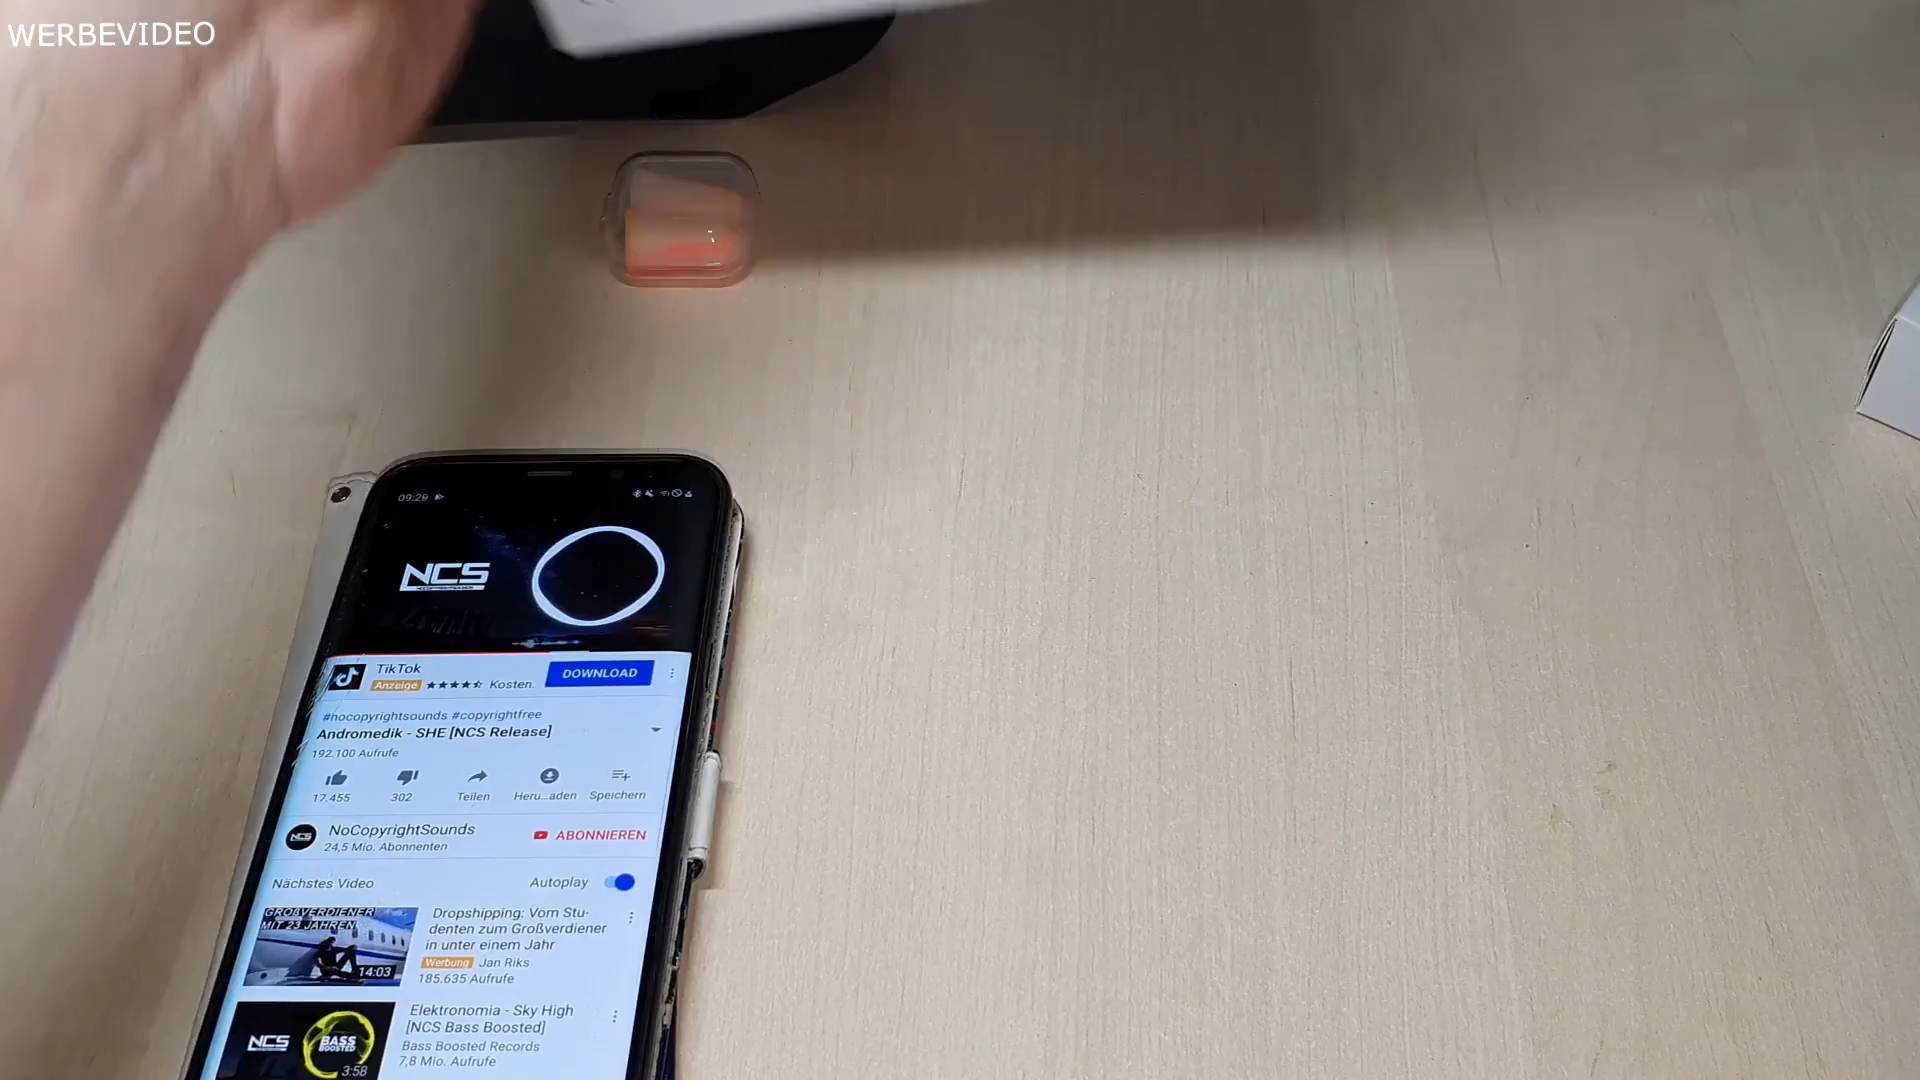 WERBEVIDEO
09:29
NCS
TikTok
DOWNLOAD
Anzeige
Kosten.
#nocopyrightsounds #copyrightfree
Andromedik - SHE [NCS Release]
192.100 Aufrufe
17.455
302
Teilen
Heru...aden
Speichern
NCS
NoCopyrightSounds
ABONNIEREN
24,5 Mio. Abonnenten
Nächstes Video
Autoplay
GROẞVERDIENER
MIT 23 JAHREN
14:03
Dropshipping: Vom Stu-
denten zum Großverdiener
in unter einem Jahr
Werbung Jan Riks
185.635 Aufrufe
NCS
BASS
BOOSTED
3:58
Elektronomia - Sky High
[NCS Bass Boosted]
Bass Boosted Records
7,8 Mio. Aufrufe